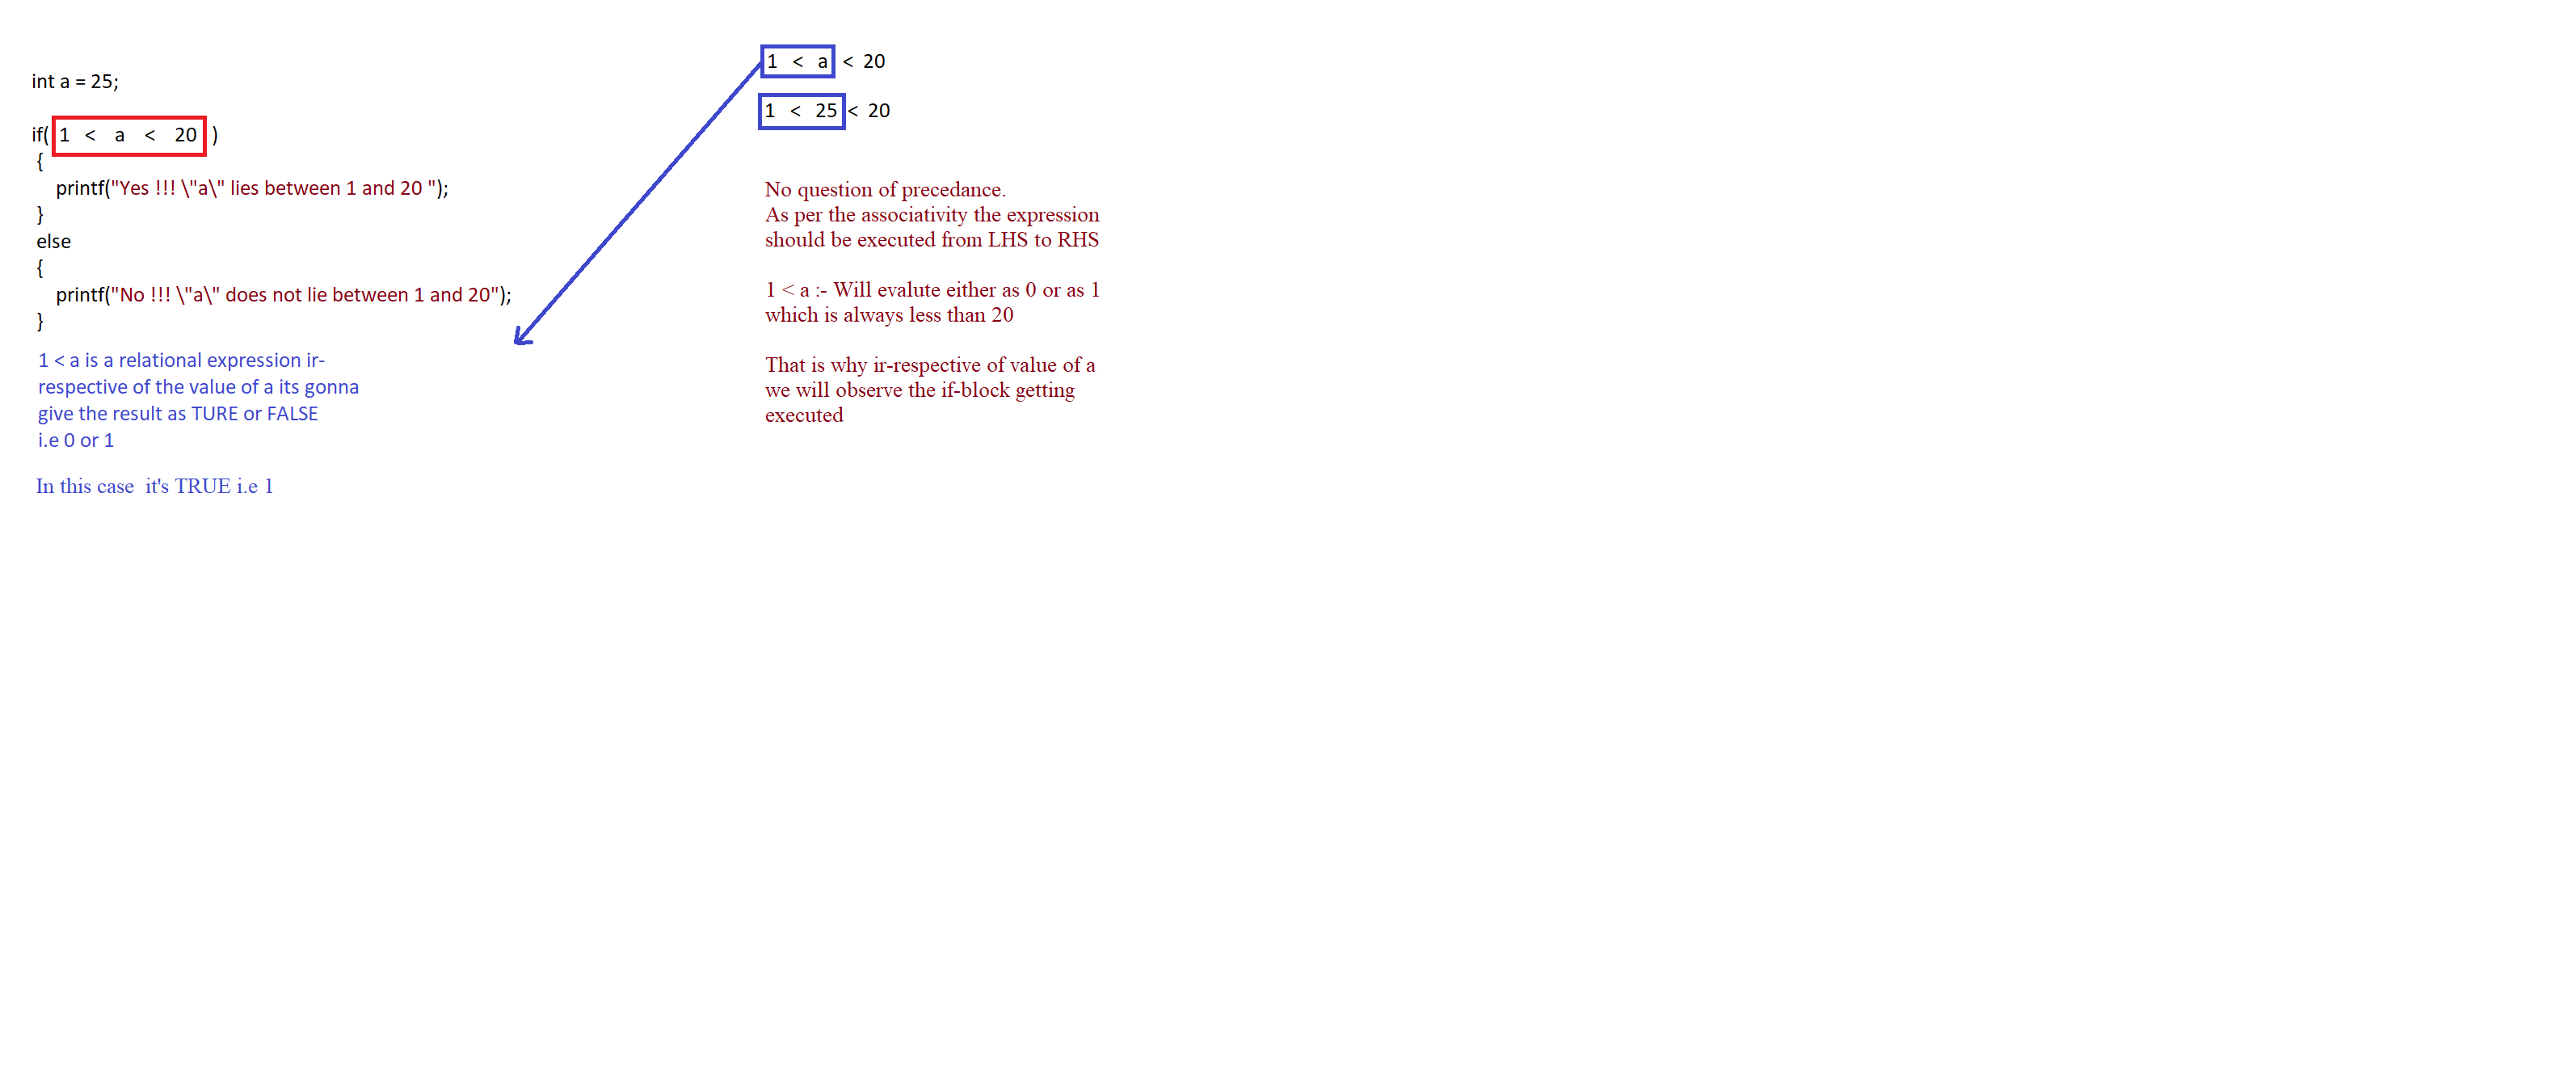 int a = 25;
if( 1 < a < 20 )
{
printf("Yes !!! \"a\" lies between 1 and 20 ");
}
else
{
printf("No !!! \"a\" does not lie between 1 and 20");
}
1 < a is a relational expression ir-
respective of the value of a its gonna
give the result as TURE or FALSE
i.e 0 or 1
In this case it's TRUE i.e 1
1 < a < 20
1 < 25 < 20
No question of precedance.
As per the associativity the expression
should be executed from LHS to RHS
1 < a :- Will evalute either as 0 or as 1
which is always less than 20
That is why ir-respective of value of a
we will observe the if-block getting
executed